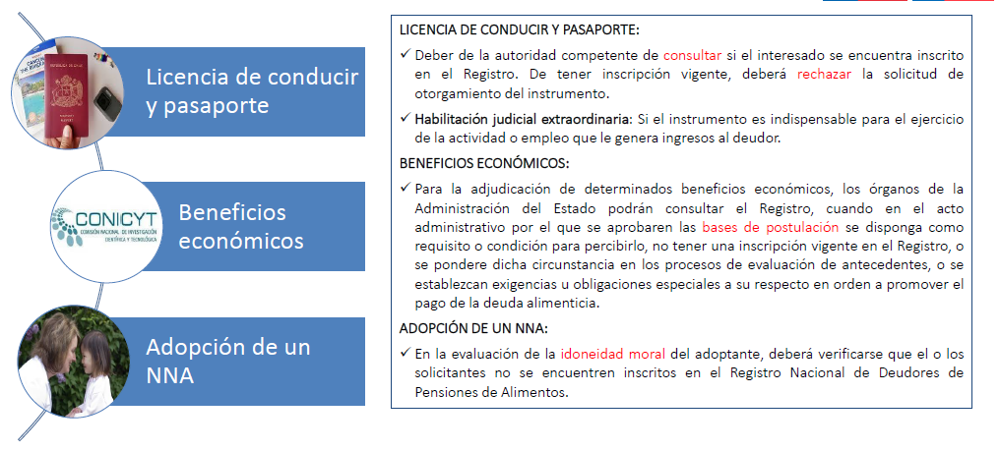 Licencia de conducir
y pasaporte
CONICYT
COMISIÓN NACIONAL DE INVESTIGACIÓN
CIENTÍFICA Y TECNOLÓGICA
Beneficios
económicos
Adopción de un
NNA
LICENCIA DE CONDUCIR Y PASAPORTE:
✓ Deber de la autoridad competente de consultar si el interesado se encuentra inscrito
en el Registro. De tener inscripción vigente, deberá rechazar la solicitud de
otorgamiento del instrumento.
✓ Habilitación judicial extraordinaria: Si el instrumento es indispensable para el ejercicio
de la actividad o empleo que le genera ingresos al deudor.
BENEFICIOS ECONÓMICOS:
✓ Para la adjudicación de determinados beneficios económicos, los órganos de la
Administración del Estado podrán consultar el Registro, cuando en el acto
administrativo por el que se aprobaren las bases de postulación se disponga como
requisito o condición para percibirlo, no tener una inscripción vigente en el Registro, o
se pondere dicha circunstancia en los procesos de evaluación de antecedentes, o se
establezcan exigencias u obligaciones especiales a su respecto en orden a promover el
pago de la deuda alimenticia.
ADOPCIÓN DE UN NNA:
✓ En la evaluación de la idoneidad moral del adoptante, deberá verificarse que el o los
solicitantes no se encuentren inscritos en el Registro Nacional de Deudores de
Pensiones de Alimentos.